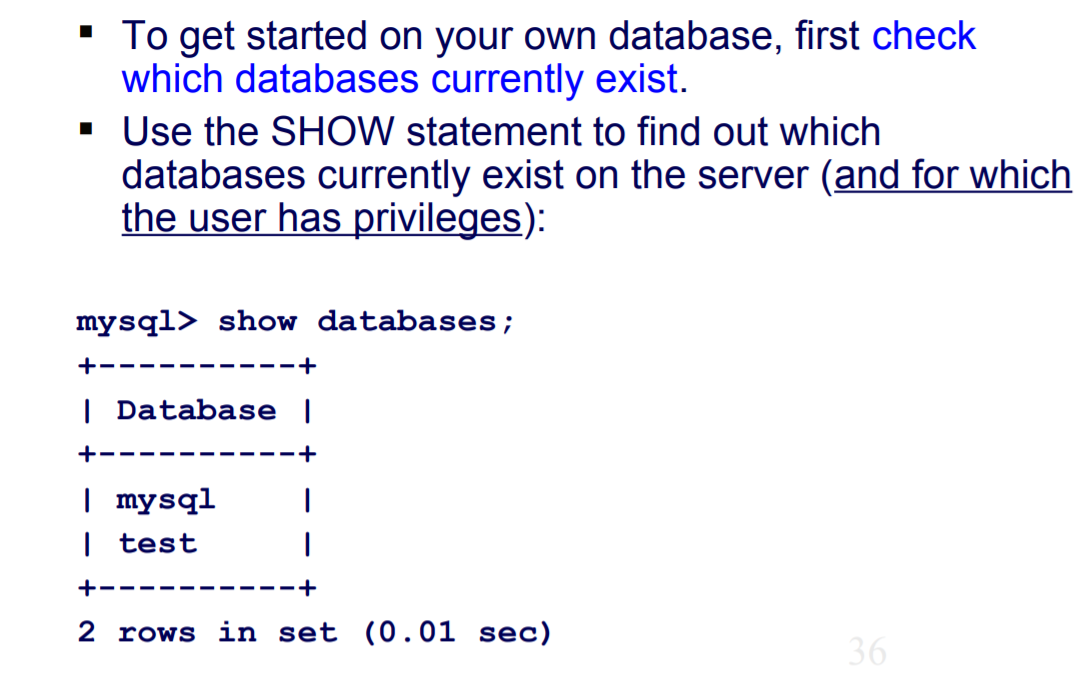 ▪ To get started on your own database, first check
which databases currently exist.
▪ Use the SHOW statement to find out which
databases currently exist on the server (and for which
the user has privileges):
mysql> show databases;
+----------+
| Database |
+----------+
| mysql    |
| test     |
+----------+
2 rows in set (0.01 sec)
36